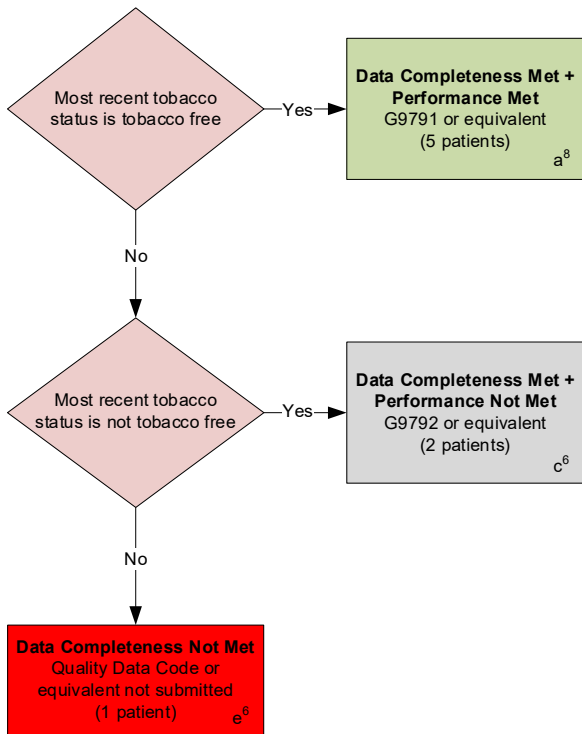 Most recent tobacco
status is tobacco free
Yes
Data Completeness Met +
Performance Met
G9791 or equivalent
(5 patients)
a⁸
No
Most recent tobacco
status is not tobacco free
Yes
Data Completeness Met +
Performance Not Met
G9792 or equivalent
(2 patients)
c⁶
No
Data Completeness Not Met
Quality Data Code or
equivalent not submitted
(1 patient)
e⁶